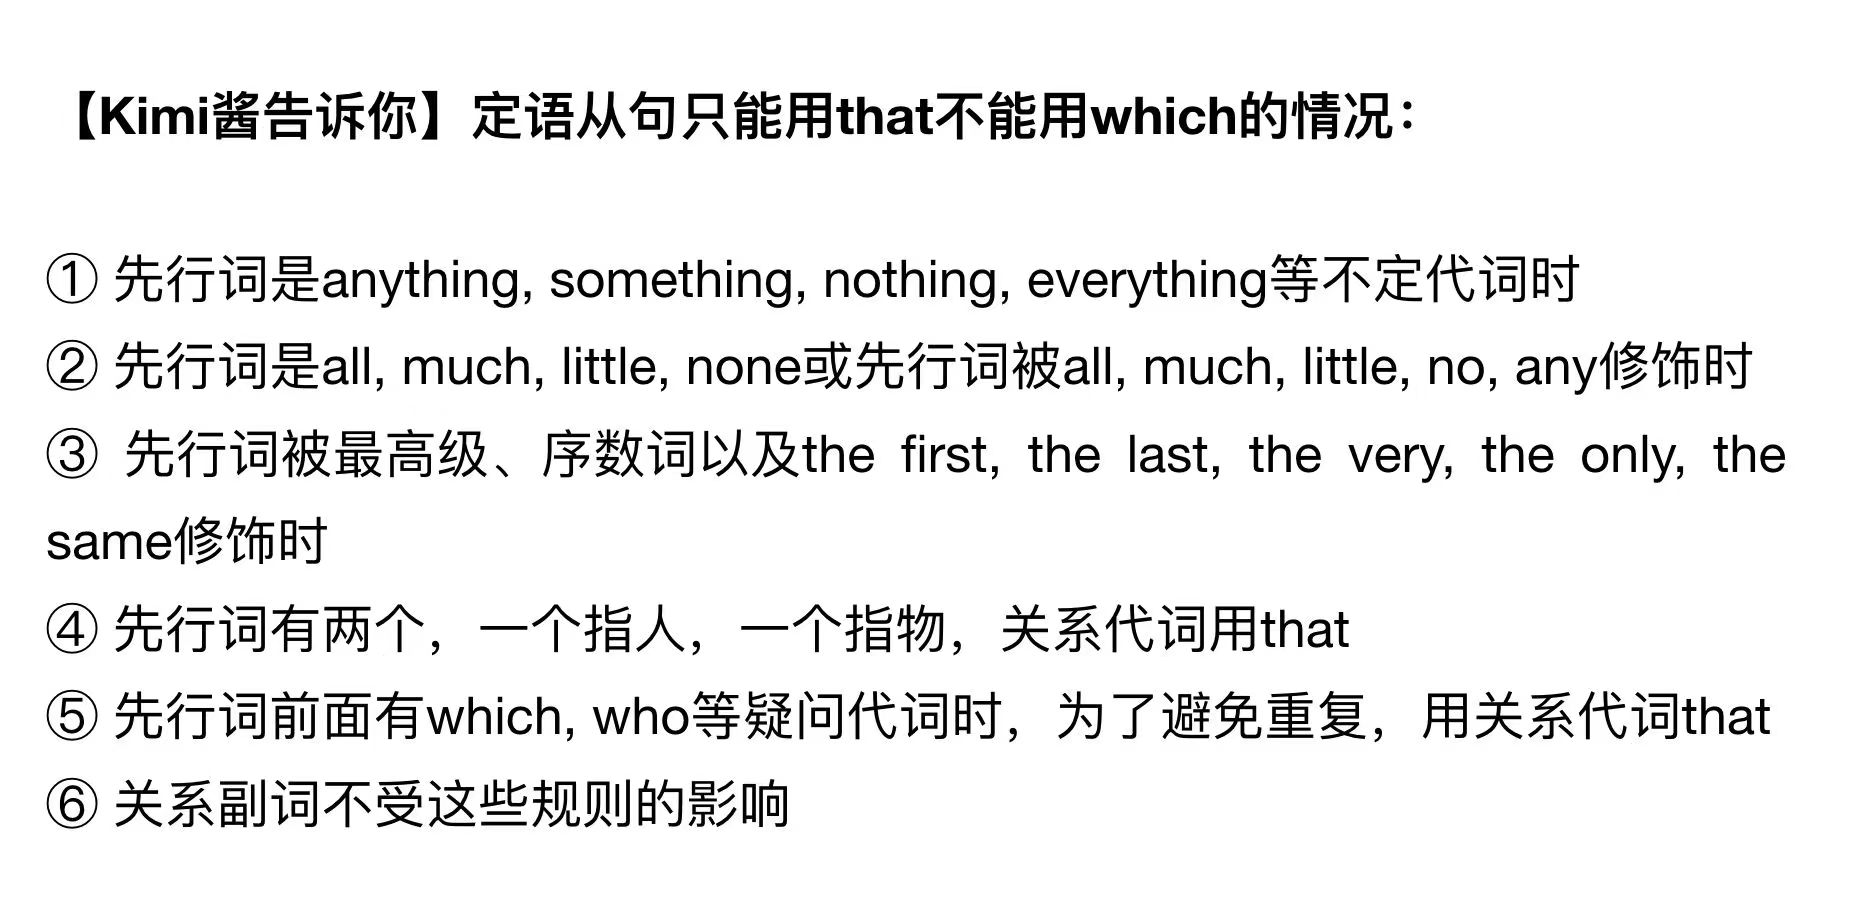 【Kimi酱告诉你】定语从句只能用that不能用which的情况：
① 先行词是anything, something, nothing, everything等不定代词时
② 先行词是all, much, little, none或先行词被all, much, little, no, any修饰时
③ 先行词被最高级、序数词以及the first, the last, the very, the only, the
same修饰时
④ 先行词有两个，一个指人，一个指物，关系代词用that
⑤ 先行词前面有which, who等疑问代词时，为了避免重复，用关系代词that
⑥ 关系副词不受这些规则的影响